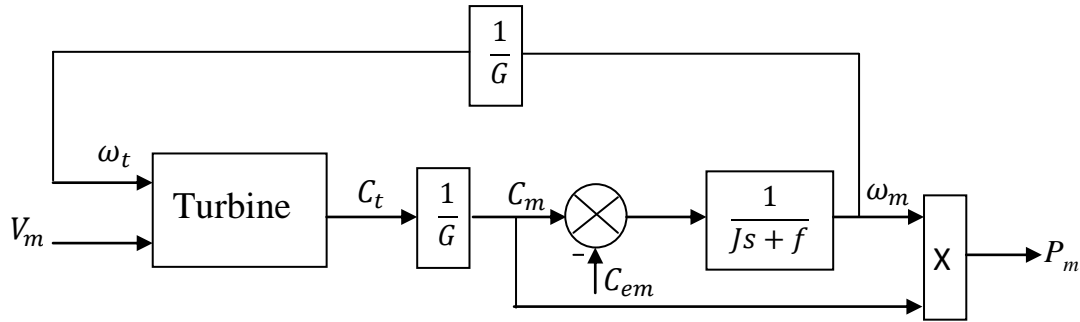 1
G
ω_t
Turbine
V_m
C_t
1
G
C_m
-
C_em
1
Js + f
ω_m
X
P_m